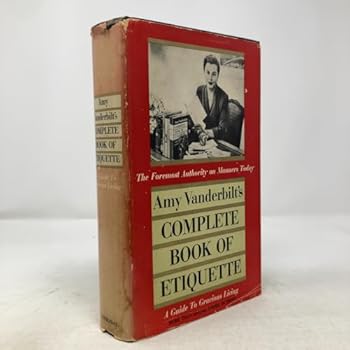 Amy
Vanderbilt's
COMPLETE
BOOK OF
ETIQUETTE
The Foremost Authority on Manners Today
Amy Vanderbilt's
COMPLETE
BOOK OF
ETIQUETTE
A Guide To Gracious Living